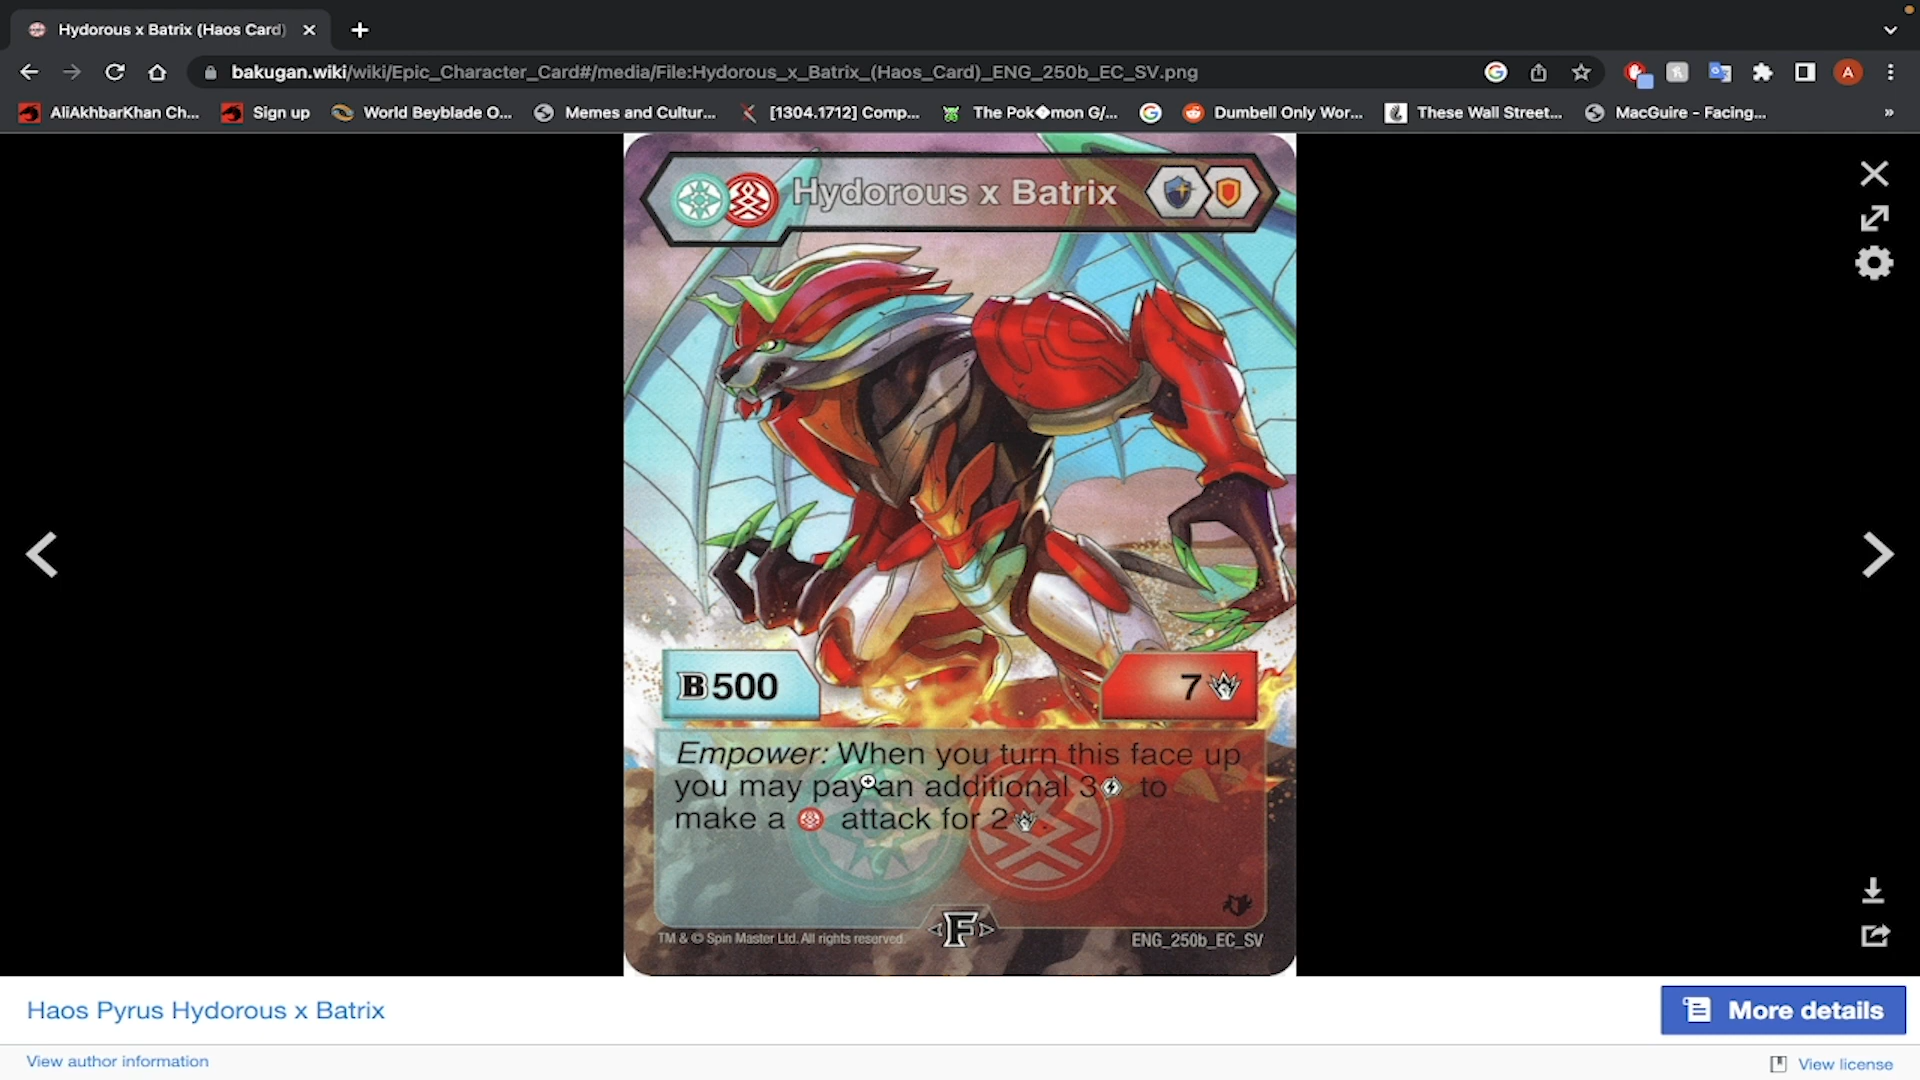 Hydorous x Batrix (Haos Card)
bakugan.wiki/wiki/Epic_Character_Card#/media/File:Hydorous_x_Batrix_(Haos_Card)_ENG_250b_EC_SV.png
A
AliAkhbarKhan Ch... Sign up World Beyblade O... Memes and Cultur... [1304.1712] Comp... The Pok�mon G/... Dumbell Only Wor... These Wall Street... MacGuire - Facing... »
Hydorous x Batrix
B 500
7
Empower: When you turn this face up
you may pay an additional 3 to
make a attack for 2 .
F
TM & © Spin Master Ltd. All rights reserved. ENG_250b_EC_SV
Haos Pyrus Hydorous x Batrix
More details
View author information
View license